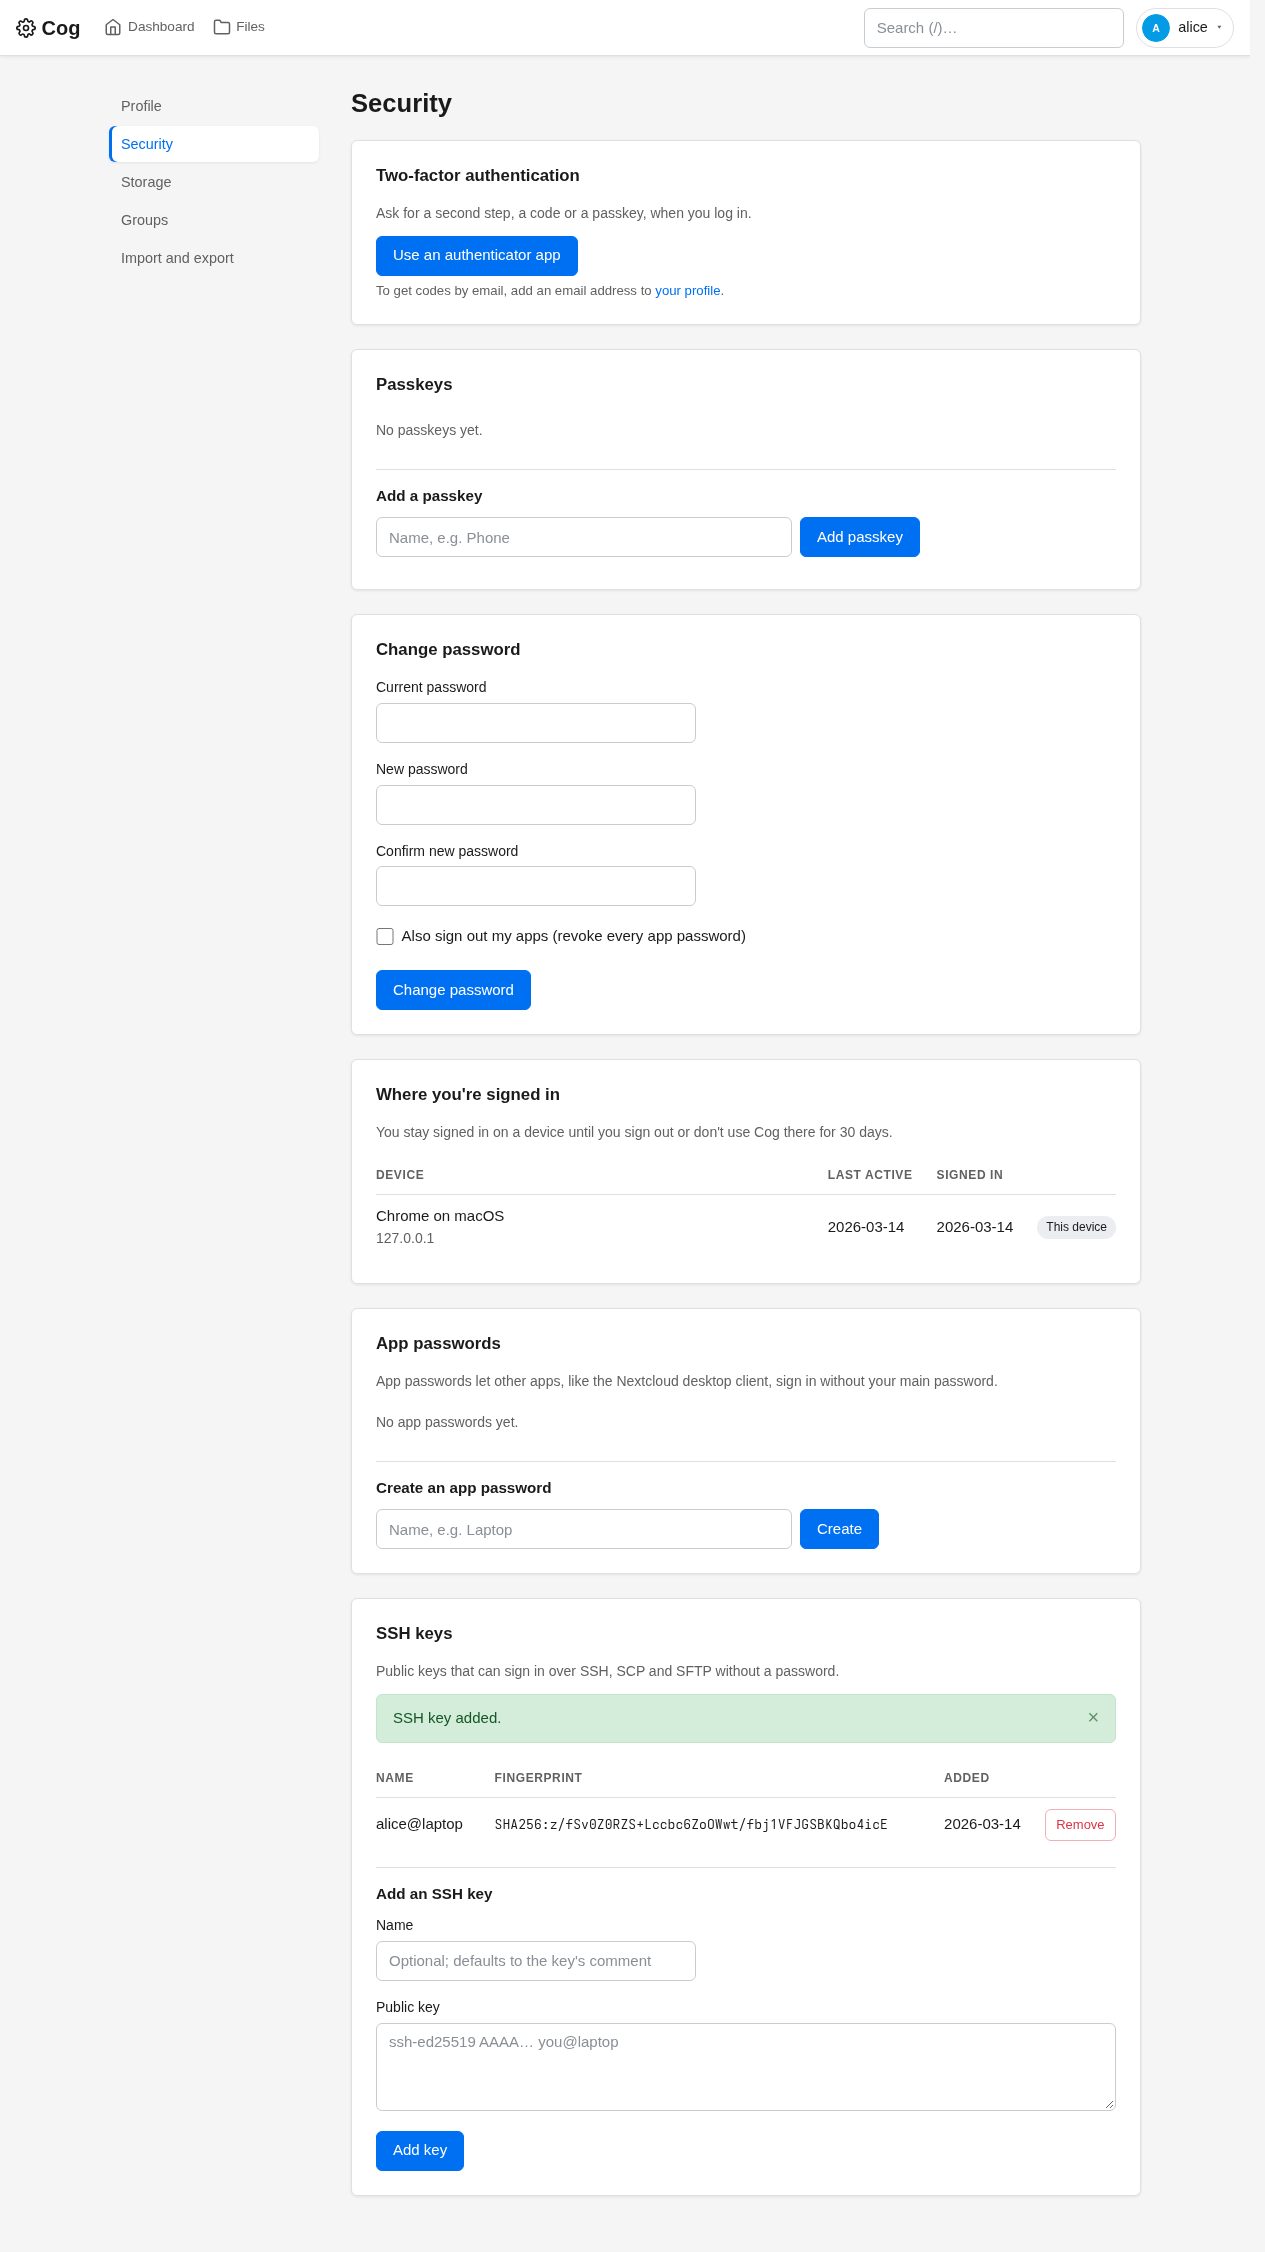 Cog
Dashboard
Files
Search (/)…
A
alice
Profile
Security
Storage
Groups
Import and export
Security
Two-factor authentication
Ask for a second step, a code or a passkey, when you log in.
Use an authenticator app
To get codes by email, add an email address to your profile.
Passkeys
No passkeys yet.
Add a passkey
Name, e.g. Phone
Add passkey
Change password
Current password
New password
Confirm new password
Also sign out my apps (revoke every app password)
Change password
Where you're signed in
You stay signed in on a device until you sign out or don't use Cog there for 30 days.
DEVICE LAST ACTIVE SIGNED IN
Chrome on macOS
127.0.0.1
2026-03-14 2026-03-14 This device
App passwords
App passwords let other apps, like the Nextcloud desktop client, sign in without your main password.
No app passwords yet.
Create an app password
Name, e.g. Laptop
Create
SSH keys
Public keys that can sign in over SSH, SCP and SFTP without a password.
SSH key added. ×
NAME FINGERPRINT ADDED
alice@laptop SHA256:z/fSv0Z0RZS+Lccbc6ZoOWwt/fbj1VFJGSBKQbo4icE 2026-03-14 Remove
Add an SSH key
Name
Optional; defaults to the key's comment
Public key
ssh-ed25519 AAAA… you@laptop
Add key